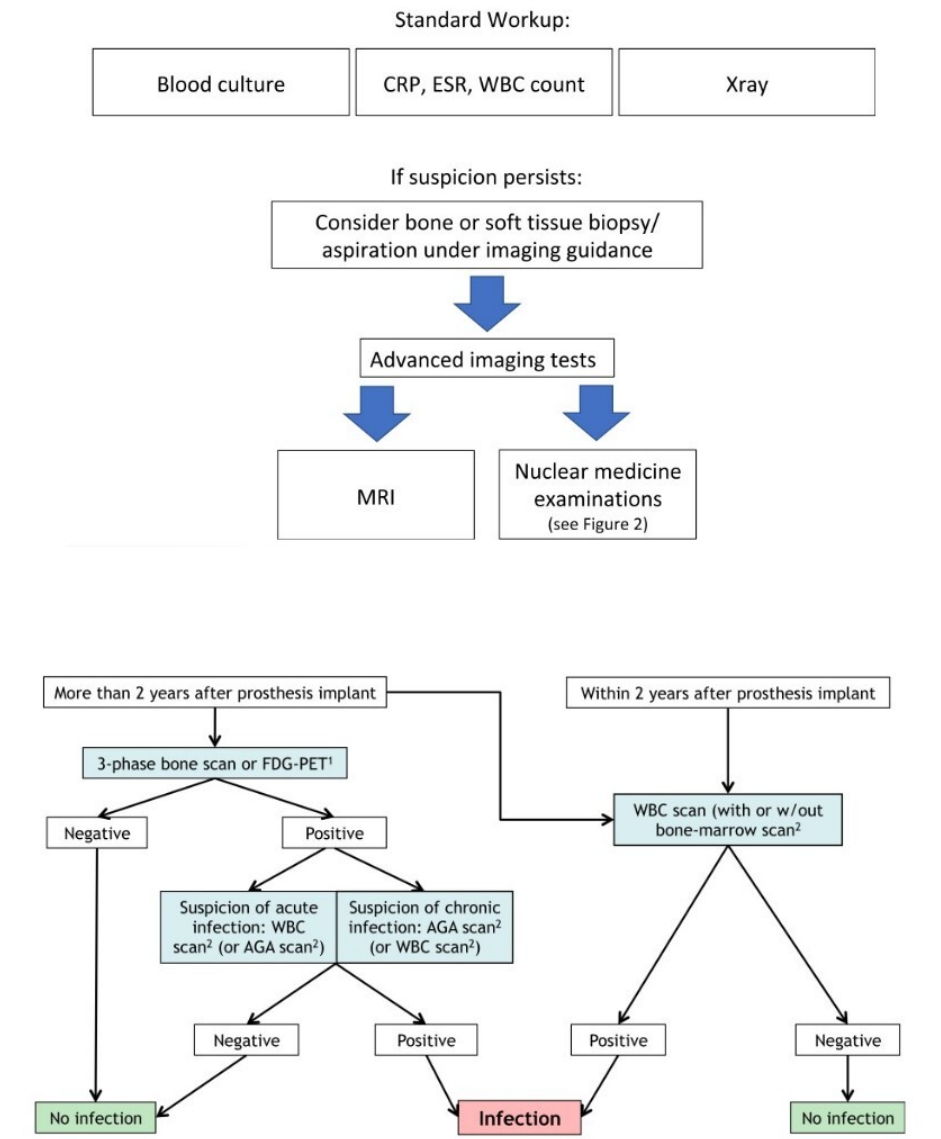 Standard Workup:
Blood culture
CRP, ESR, WBC count
Xray
If suspicion persists:
Consider bone or soft tissue biopsy/
aspiration under imaging guidance
Advanced imaging tests
MRI
Nuclear medicine
examinations
(see Figure 2)
More than 2 years after prosthesis implant
Within 2 years after prosthesis implant
3-phase bone scan or FDG-PET¹
WBC scan (with or w/out
bone-marrow scan²
Negative
Positive
Suspicion of acute
infection: WBC
scan² (or AGA scan²)
Suspicion of chronic
infection: AGA scan²
(or WBC scan²)
Negative
Positive
Positive
Negative
No infection
Infection
No infection